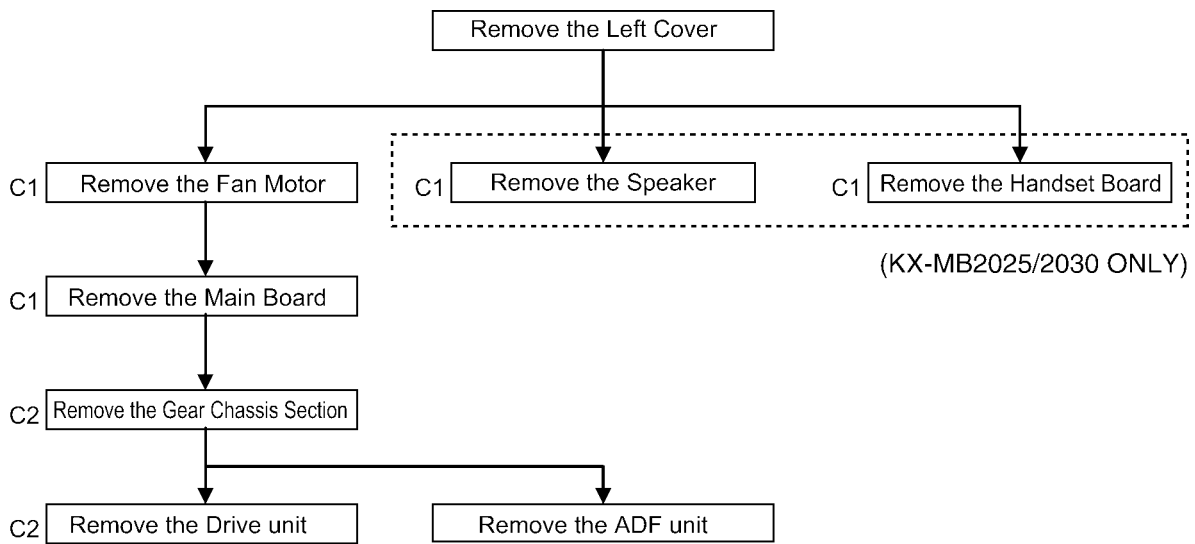 Remove the Left Cover
C1 Remove the Fan Motor
C1 Remove the Speaker
C1 Remove the Handset Board
(KX-MB2025/2030 ONLY)
C1 Remove the Main Board
C2 Remove the Gear Chassis Section
C2 Remove the Drive unit
Remove the ADF unit